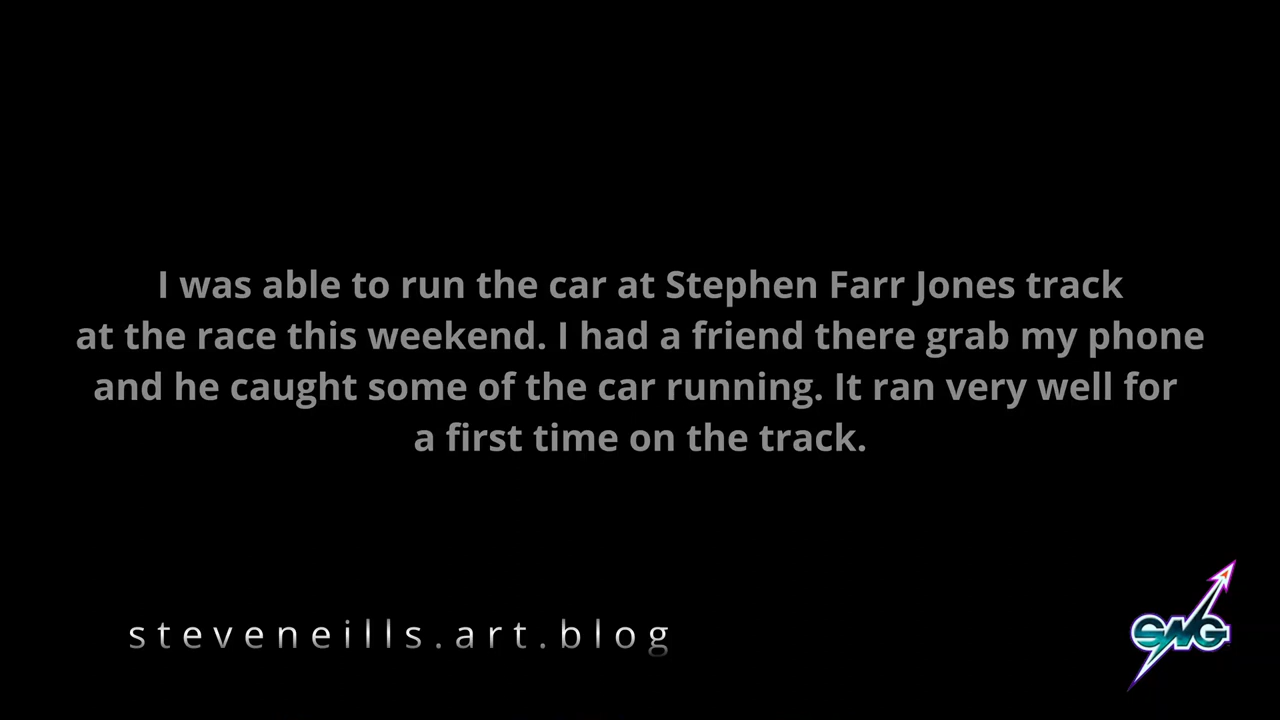 I was able to run the car at Stephen Farr Jones track
at the race this weekend. I had a friend there grab my phone
and he caught some of the car running. It ran very well for
a first time on the track.
steveneills.art.blog
SNG